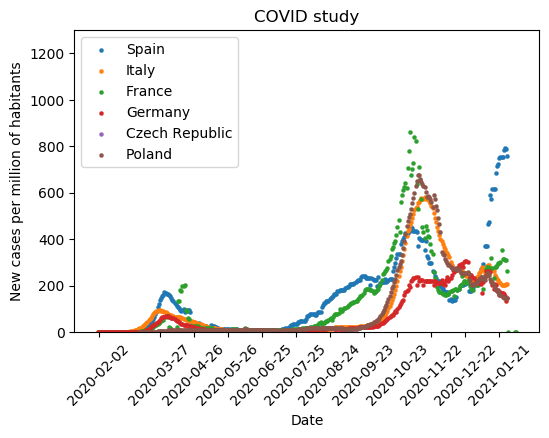 COVID study
New cases per million of habitants
1200
1000
800
600
400
200
0
Spain
Italy
France
Germany
Czech Republic
Poland
2020-02-02
2020-03-27
2020-04-26
2020-05-26
2020-06-25
2020-07-25
2020-08-24
2020-09-23
2020-10-23
2020-11-22
2020-12-22
2021-01-21
Date